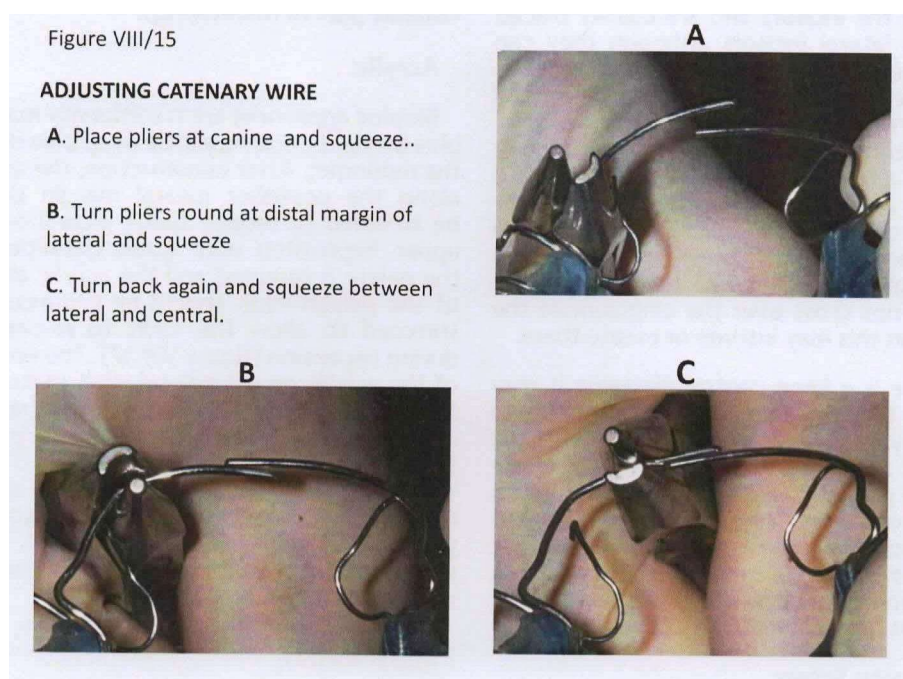 Figure VIII/15
A
ADJUSTING CATENARY WIRE
A. Place pliers at canine and squeeze..
B. Turn pliers round at distal margin of
lateral and squeeze
C. Turn back again and squeeze between
lateral and central.
B
C